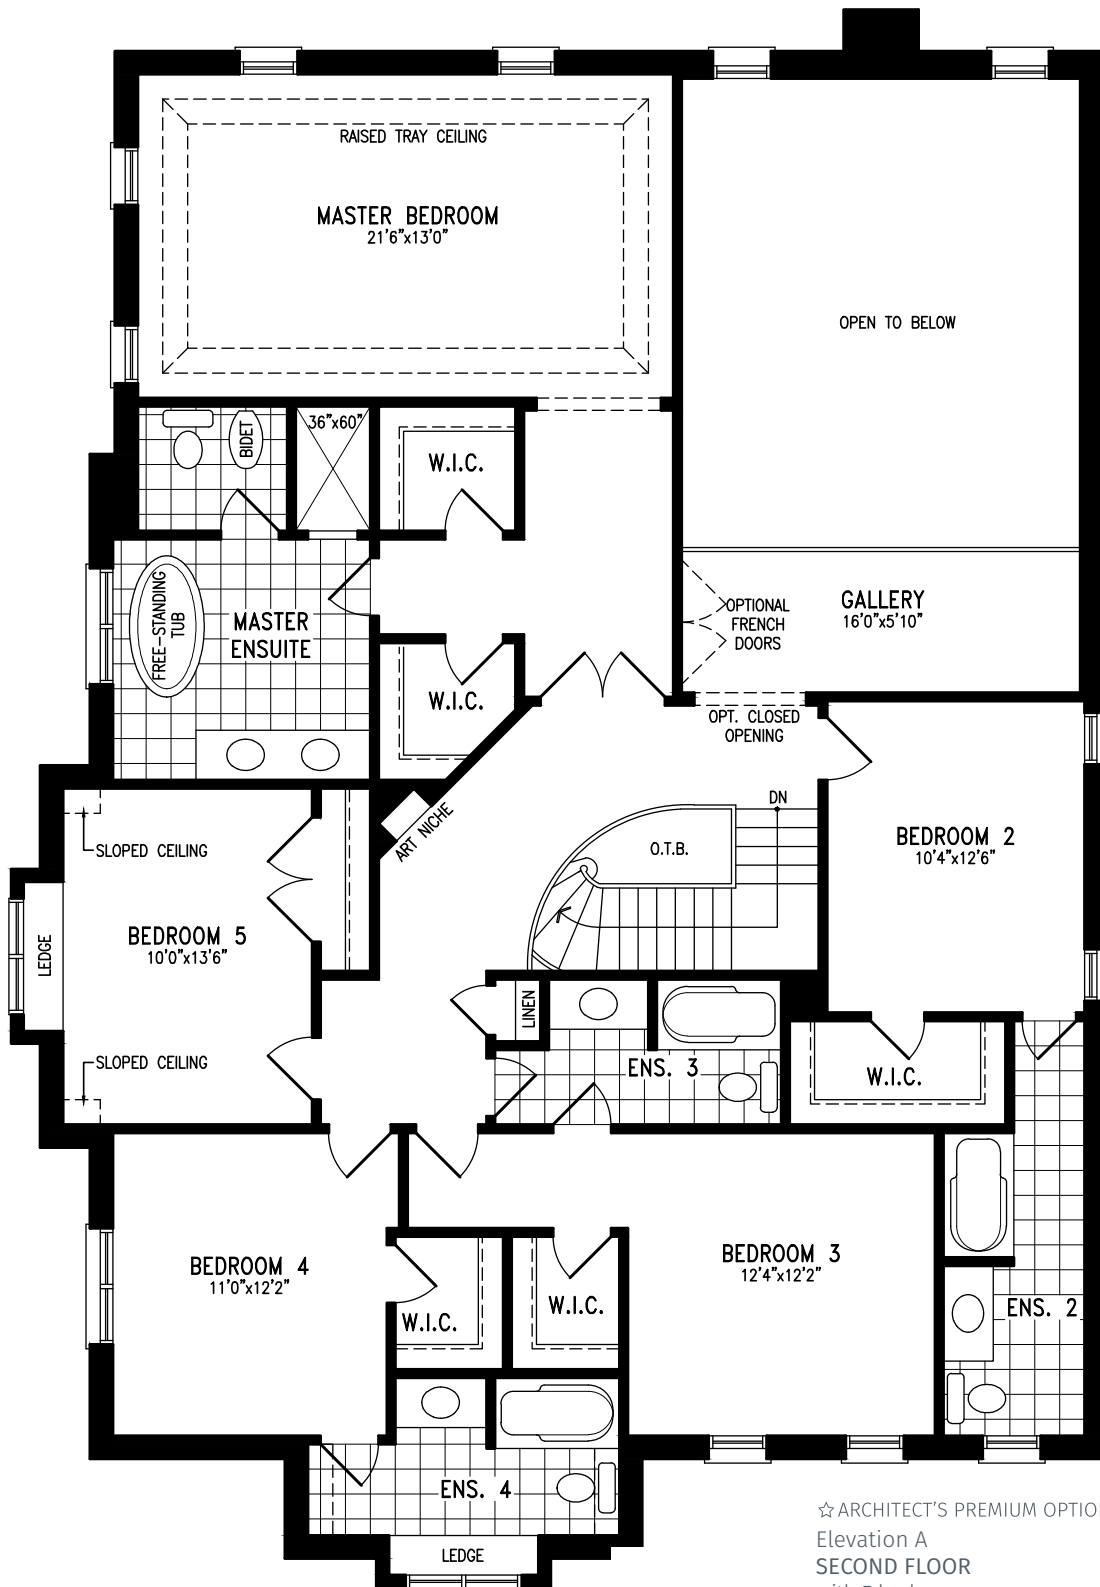 RAISED TRAY CEILING
MASTER BEDROOM
21'6"x13'0"
OPEN TO BELOW
BIDET
36"x60"
W.I.C.
FREE-STANDING
TUB
MASTER
ENSUITE
W.I.C.
OPTIONAL
FRENCH
DOORS
GALLERY
16'0"x5'10"
OPT. CLOSED
OPENING
ART NICHE
DN
O.T.B.
BEDROOM 2
10'4"x12'6"
SLOPED CEILING
BEDROOM 5
10'0"x13'6"
LEDGE
SLOPED CEILING
LINEN
ENS. 3
W.I.C.
BEDROOM 4
11'0"x12'2"
W.I.C.
W.I.C.
BEDROOM 3
12'4"x12'2"
ENS. 2
ENS. 4
LEDGE
☆ ARCHITECT'S PREMIUM OPTIO
Elevation A
SECOND FLOOR